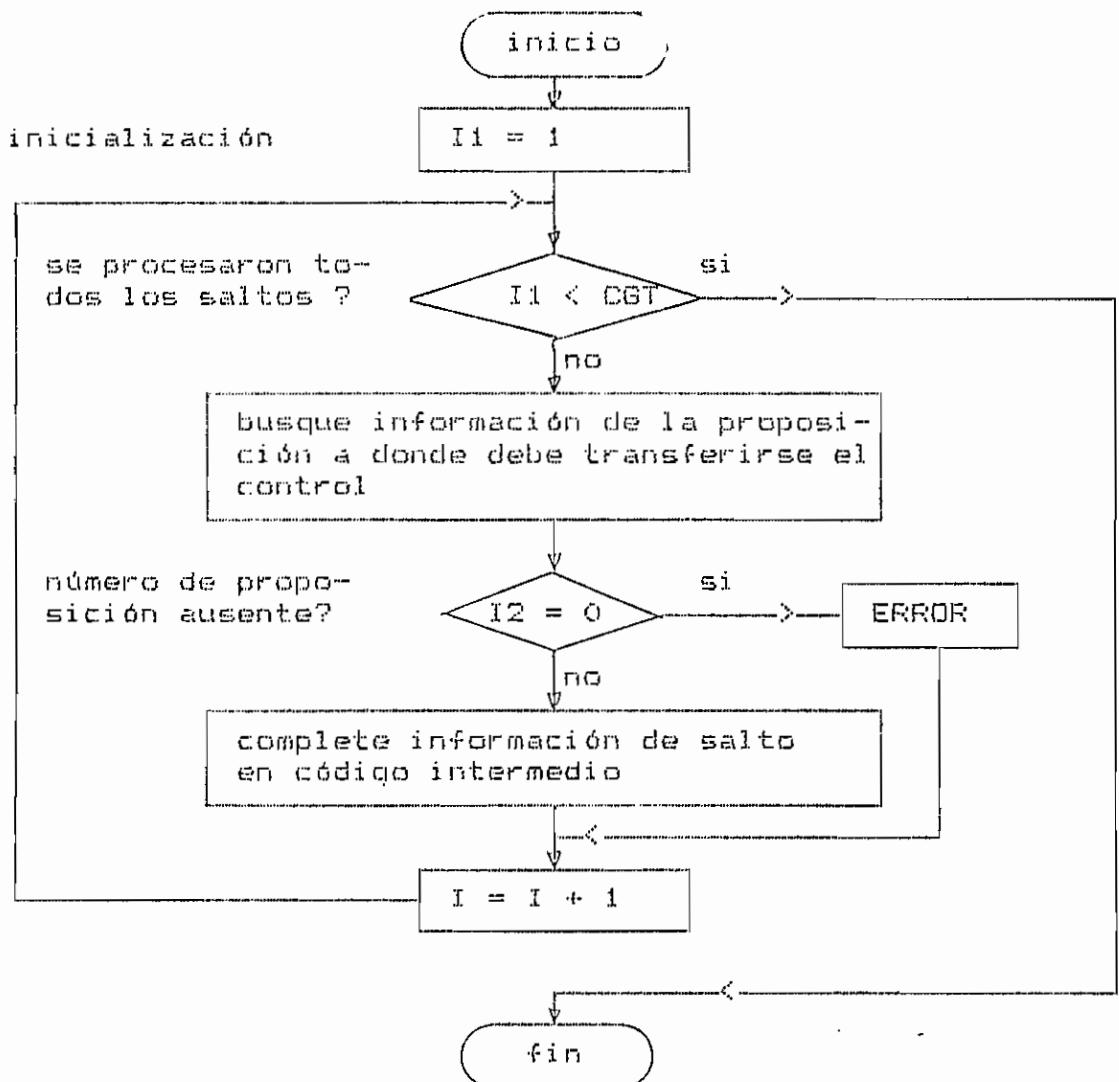 inicio
inicialización
I1 = 1
se procesaron to-
dos los saltos ?
I1 < CGT
si
no
busque información de la proposi-
ción a donde debe transferirse el
control
número de propo-
sición ausente?
I2 = 0
si
ERROR
no
complete información de salto
en código intermedio
I = I + 1
fin